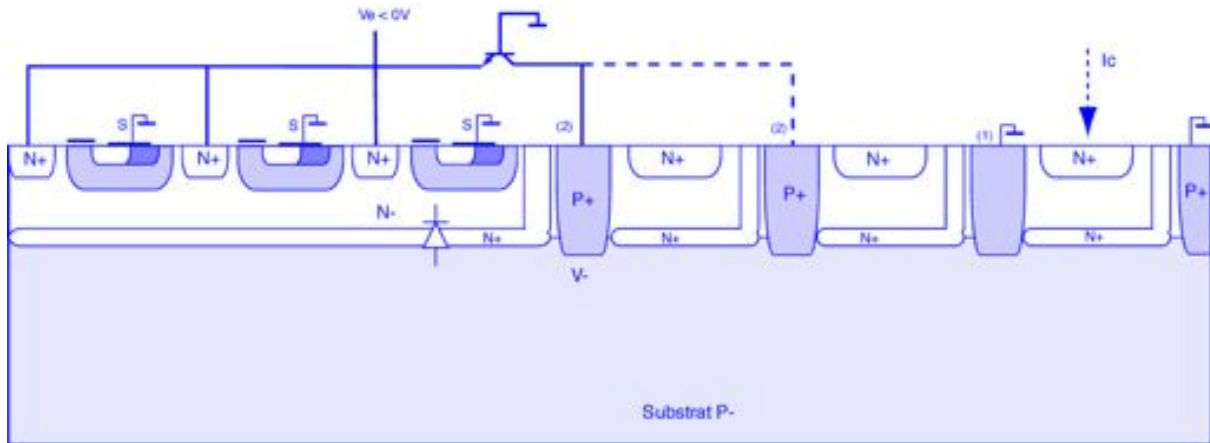 Ve < 0V
Ic
S
S
S
(2)
(2)
(1)
N+
N+
N+
N+
N+
N+
P+
P+
P+
N-
N+
N+
N+
N+
V-
Substrat P-